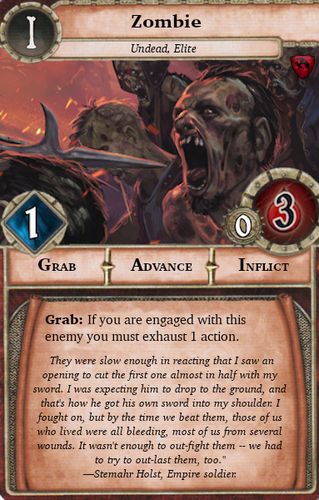 I
Zombie
Undead, Elite
1
0
3
Grab Advance Inflict
Grab: If you are engaged with this
enemy you must exhaust 1 action.
They were slow enough in reacting that I saw an
opening to cut the first one almost in half with my
sword. I was expecting him to drop to the ground, and
that's how he got his own sword into my shoulder. I
fought on, but by the time we beat them, those of us
who lived were all bleeding, most of us from several
wounds. It wasn't enough to out-fight them -- we had
to try to out-last them, too."
—Stemahr Holst, Empire soldier.